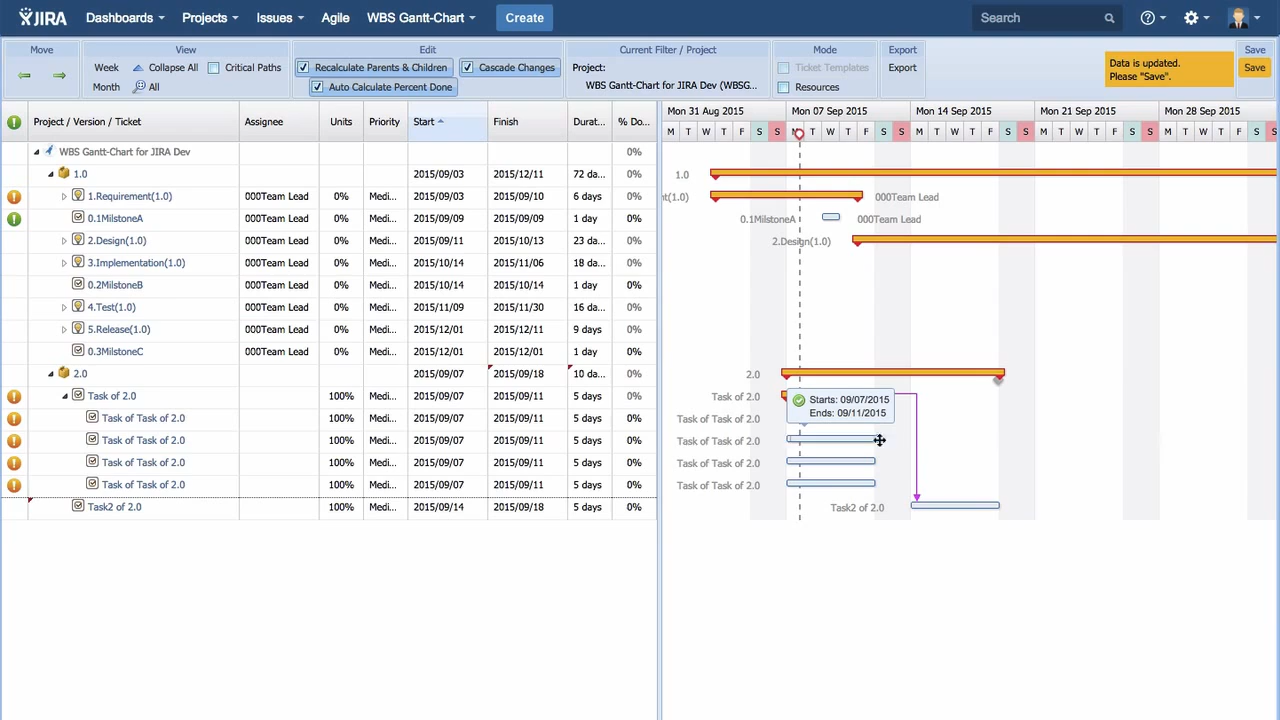 JIRA Dashboards Projects Issues Agile WBS Gantt-Chart Create Search
Move View Edit Current Filter / Project Mode Export Save
Week Collapse All Critical Paths Recalculate Parents & Children Cascade Changes Project: Ticket Templates Export
Month All Auto Calculate Percent Done WBS Gantt-Chart for JIRA Dev (WBSG... Resources
Data is updated.
Please "Save".
Save
Project / Version / Ticket Assignee Units Priority Start Finish Durat... % Do...
Mon 31 Aug 2015 Mon 07 Sep 2015 Mon 14 Sep 2015 Mon 21 Sep 2015 Mon 28 Sep 2015
M T W T F S S M T W T F S S M T W T F S S M T W T F S S M T W T F S S
WBS Gantt-Chart for JIRA Dev 0%
1.0 2015/09/03 2015/12/11 72 da... 0% 1.0
1.Requirement(1.0) 000Team Lead 0% Medi... 2015/09/03 2015/09/10 6 days 0% t(1.0) 000Team Lead
0.1MilstoneA 000Team Lead 0% Medi... 2015/09/09 2015/09/09 1 day 0% 0.1MilstoneA 000Team Lead
2.Design(1.0) 000Team Lead 0% Medi... 2015/09/11 2015/10/13 23 da... 0% 2.Design(1.0)
3.Implementation(1.0) 000Team Lead 0% Medi... 2015/10/14 2015/11/06 18 da... 0%
0.2MilstoneB 000Team Lead 0% Medi... 2015/10/14 2015/10/14 1 day 0%
4.Test(1.0) 000Team Lead 0% Medi... 2015/11/09 2015/11/30 16 da... 0%
5.Release(1.0) 000Team Lead 0% Medi... 2015/12/01 2015/12/11 9 days 0%
0.3MilstoneC 000Team Lead 0% Medi... 2015/12/01 2015/12/01 1 day 0%
2.0 2015/09/07 2015/09/18 10 da... 0% 2.0
Task of 2.0 100% Medi... 2015/09/07 2015/09/11 5 days 0% Task of 2.0
Starts: 09/07/2015
Ends: 09/11/2015
Task of Task of 2.0 100% Medi... 2015/09/07 2015/09/11 5 days 0% Task of Task of 2.0
Task of Task of 2.0 100% Medi... 2015/09/07 2015/09/11 5 days 0% Task of Task of 2.0
Task of Task of 2.0 100% Medi... 2015/09/07 2015/09/11 5 days 0% Task of Task of 2.0
Task of Task of 2.0 100% Medi... 2015/09/07 2015/09/11 5 days 0% Task of Task of 2.0
Task2 of 2.0 100% Medi... 2015/09/14 2015/09/18 5 days 0% Task2 of 2.0